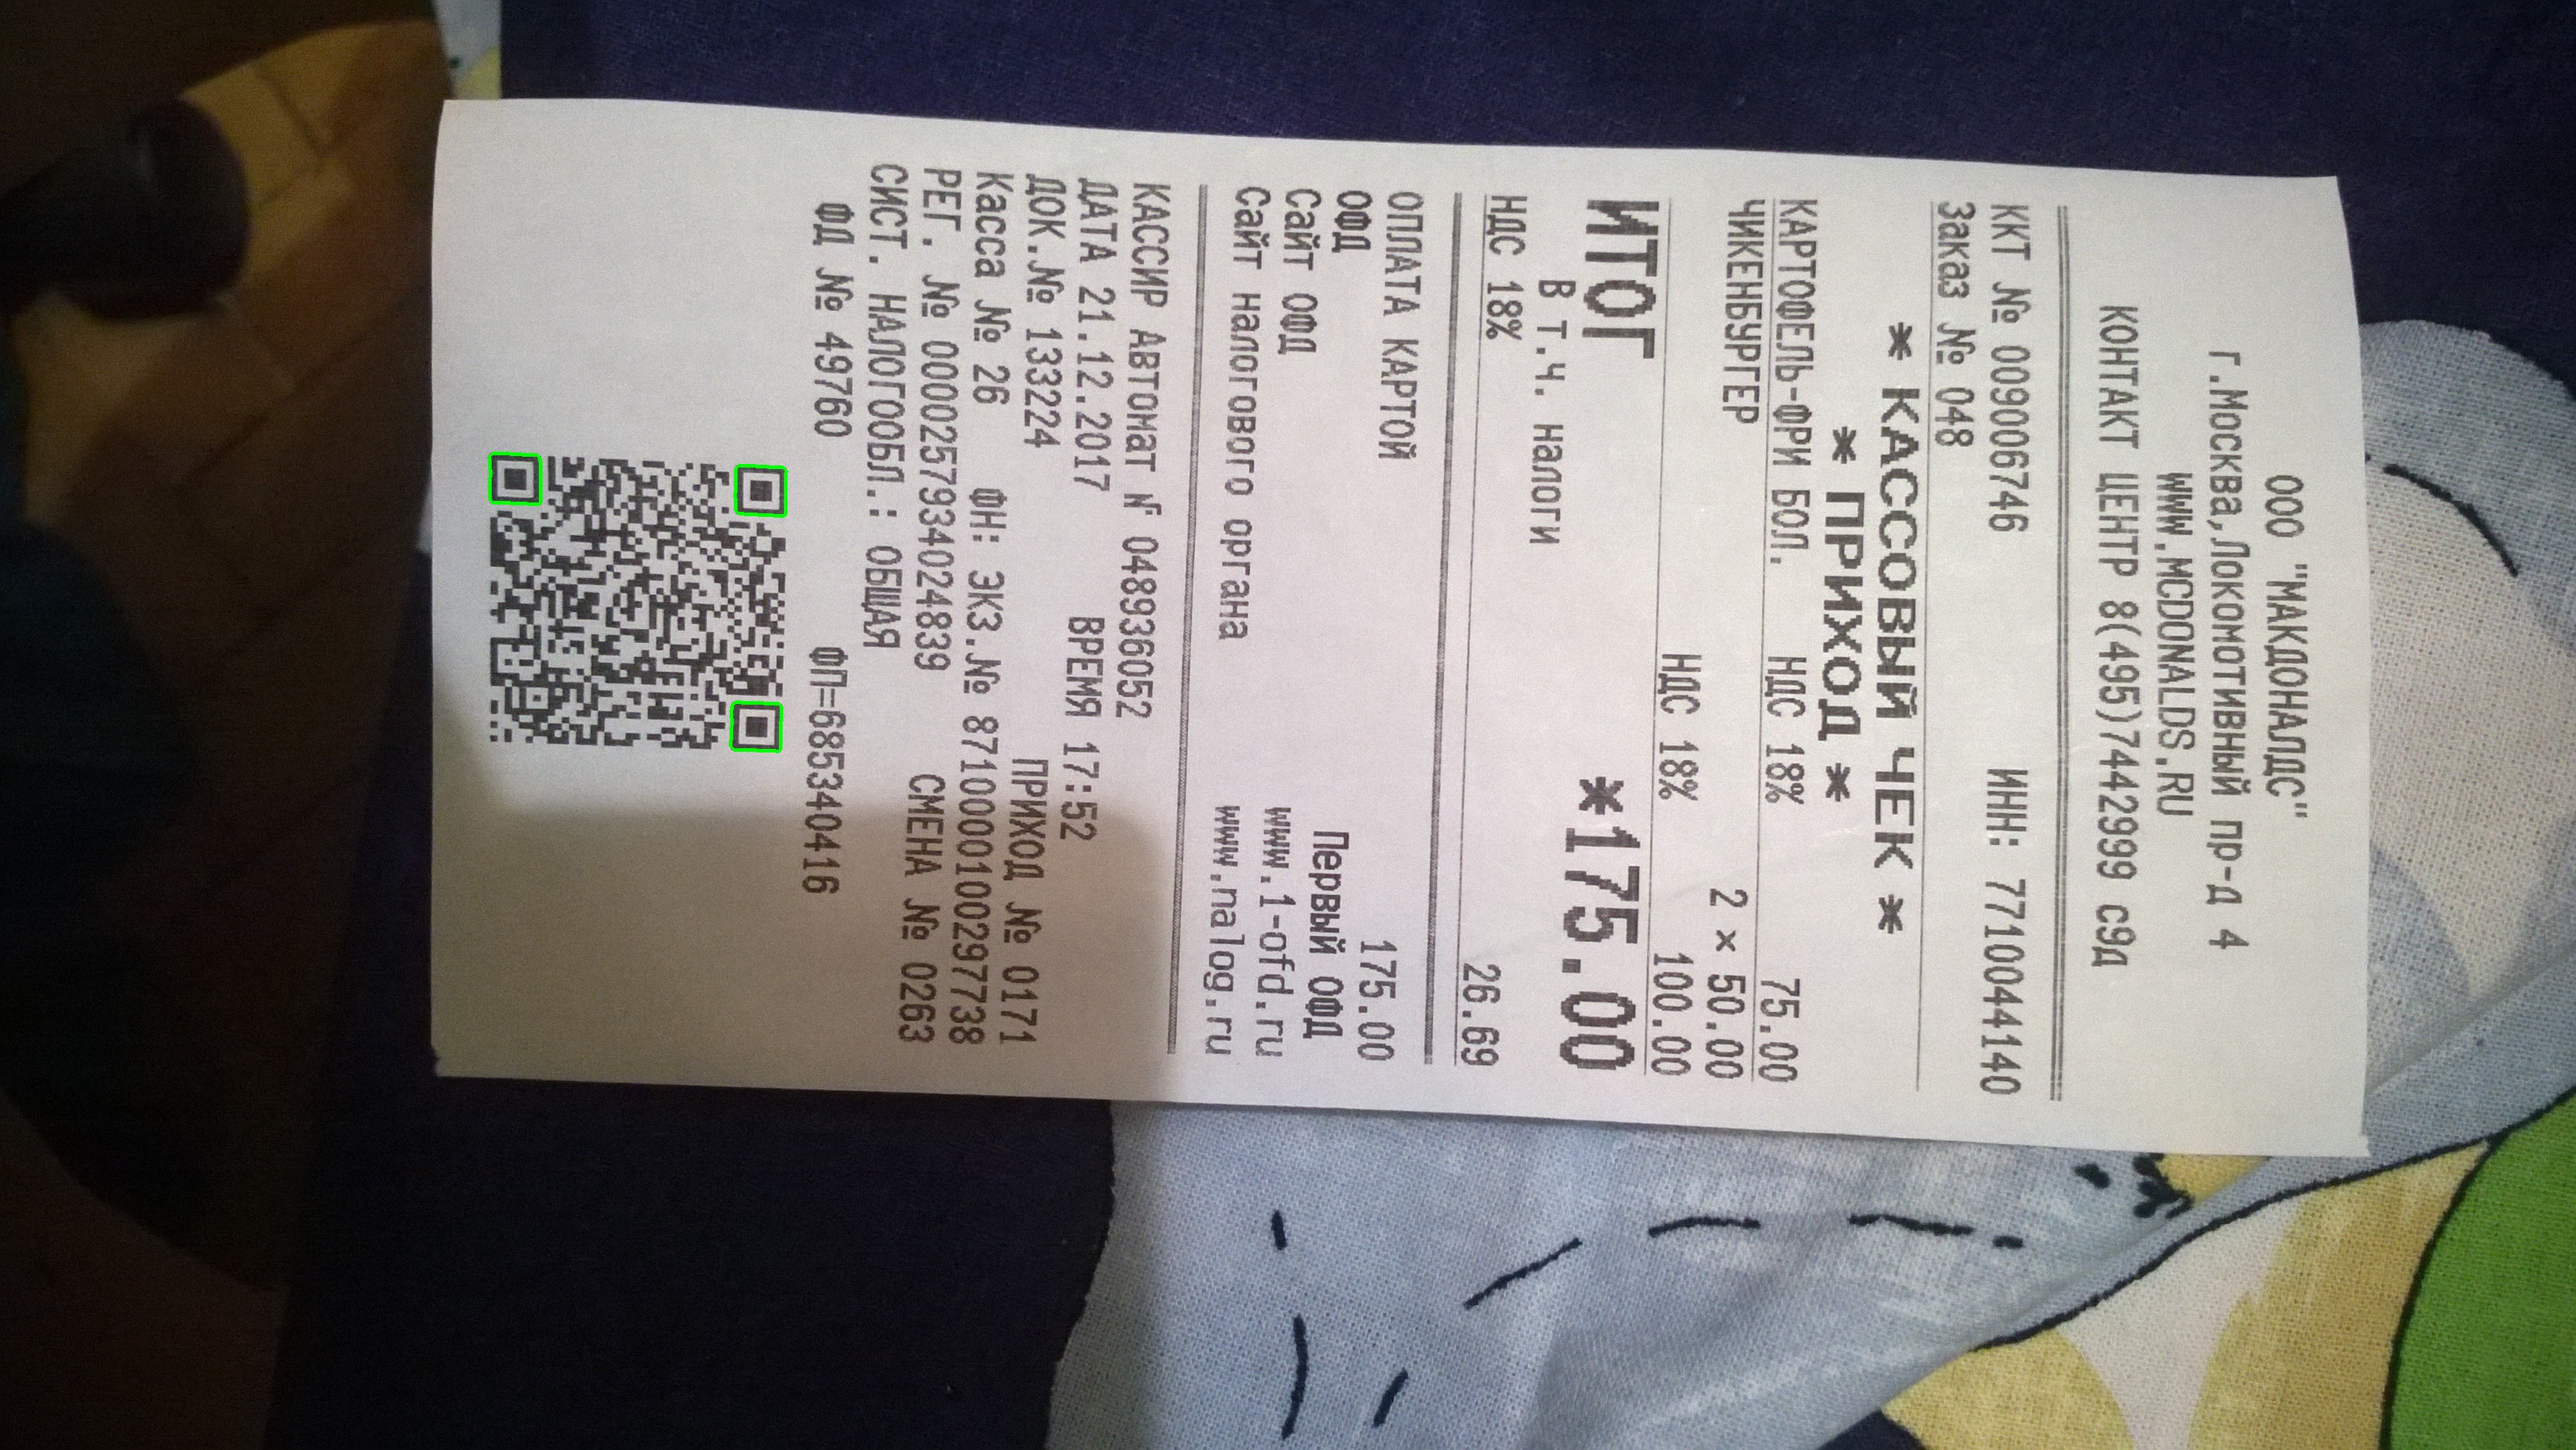 ООО "МАКДОНАЛДС"
г.Москва,Локомотивный пр-д 4
WWW.MCDONALDS.RU
КОНТАКТ ЦЕНТР 8(495)7442999 с9д
ККТ № 009006746 ИНН: 7710044140
Заказ № 048
* КАССОВЫЙ ЧЕК *
* ПРИХОД *
КАРТОФЕЛЬ-ФРИ БОЛ. НДС 18% 75.00
ЧИКЕНБУРГЕР 2 × 50.00
НДС 18% 100.00
ИТОГ *175.00
В т.ч. налоги
НДС 18% 26.69
ОПЛАТА КАРТОЙ 175.00
ОФД Первый ОФД
Сайт ОФД www.1-ofd.ru
Сайт налогового органа www.nalog.ru
КАССИР АВТОМАТ № 048936052
ДАТА 21.12.2017 ВРЕМЯ 17:52
ДОК.№ 133224 ПРИХОД № 0171
Касса № 26 ФН: ЭКЗ.№ 8710000100297738
РЕГ. № 0000257934024839 СМЕНА № 0263
СИСТ. НАЛОГООБЛ.: ОБЩАЯ
ФД № 49760 ФП=685340416